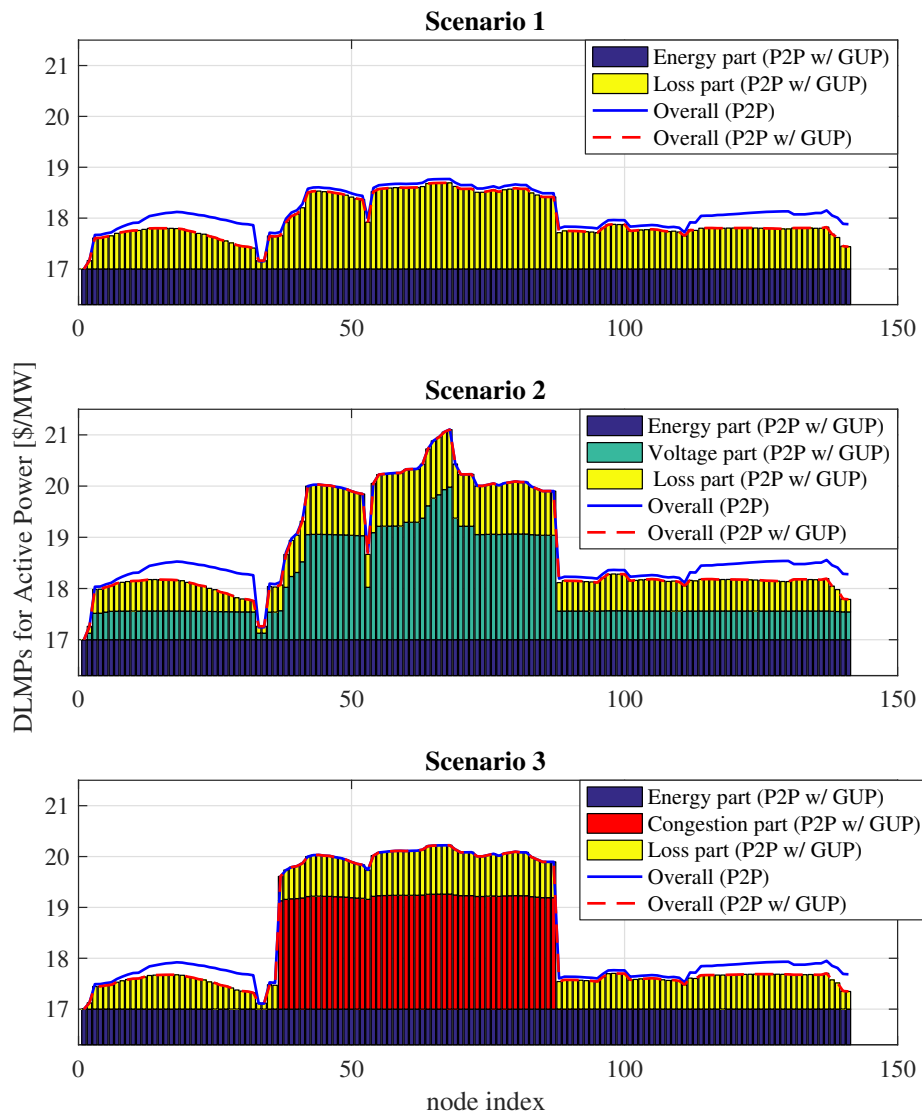 Scenario 1
21
20
19
18
17
0
50
100
150
Energy part (P2P w/ GUP)
Loss part (P2P w/ GUP)
Overall (P2P)
Overall (P2P w/ GUP)
DLMPs for Active Power [$/MW]
Scenario 2
21
20
19
18
17
0
50
100
150
Energy part (P2P w/ GUP)
Voltage part (P2P w/ GUP)
Loss part (P2P w/ GUP)
Overall (P2P)
Overall (P2P w/ GUP)
Scenario 3
21
20
19
18
17
0
50
100
150
Energy part (P2P w/ GUP)
Congestion part (P2P w/ GUP)
Loss part (P2P w/ GUP)
Overall (P2P)
Overall (P2P w/ GUP)
node index